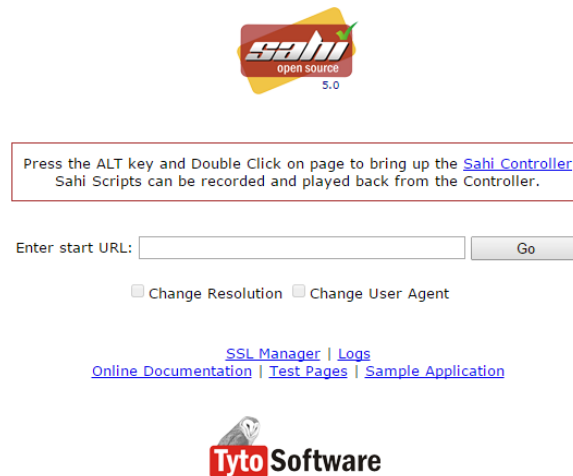 sahi
open source
5.0
Press the ALT key and Double Click on page to bring up the Sahi Controller
Sahi Scripts can be recorded and played back from the Controller.
Enter start URL: Go
Change Resolution Change User Agent
SSL Manager | Logs
Online Documentation | Test Pages | Sample Application
Tyto Software